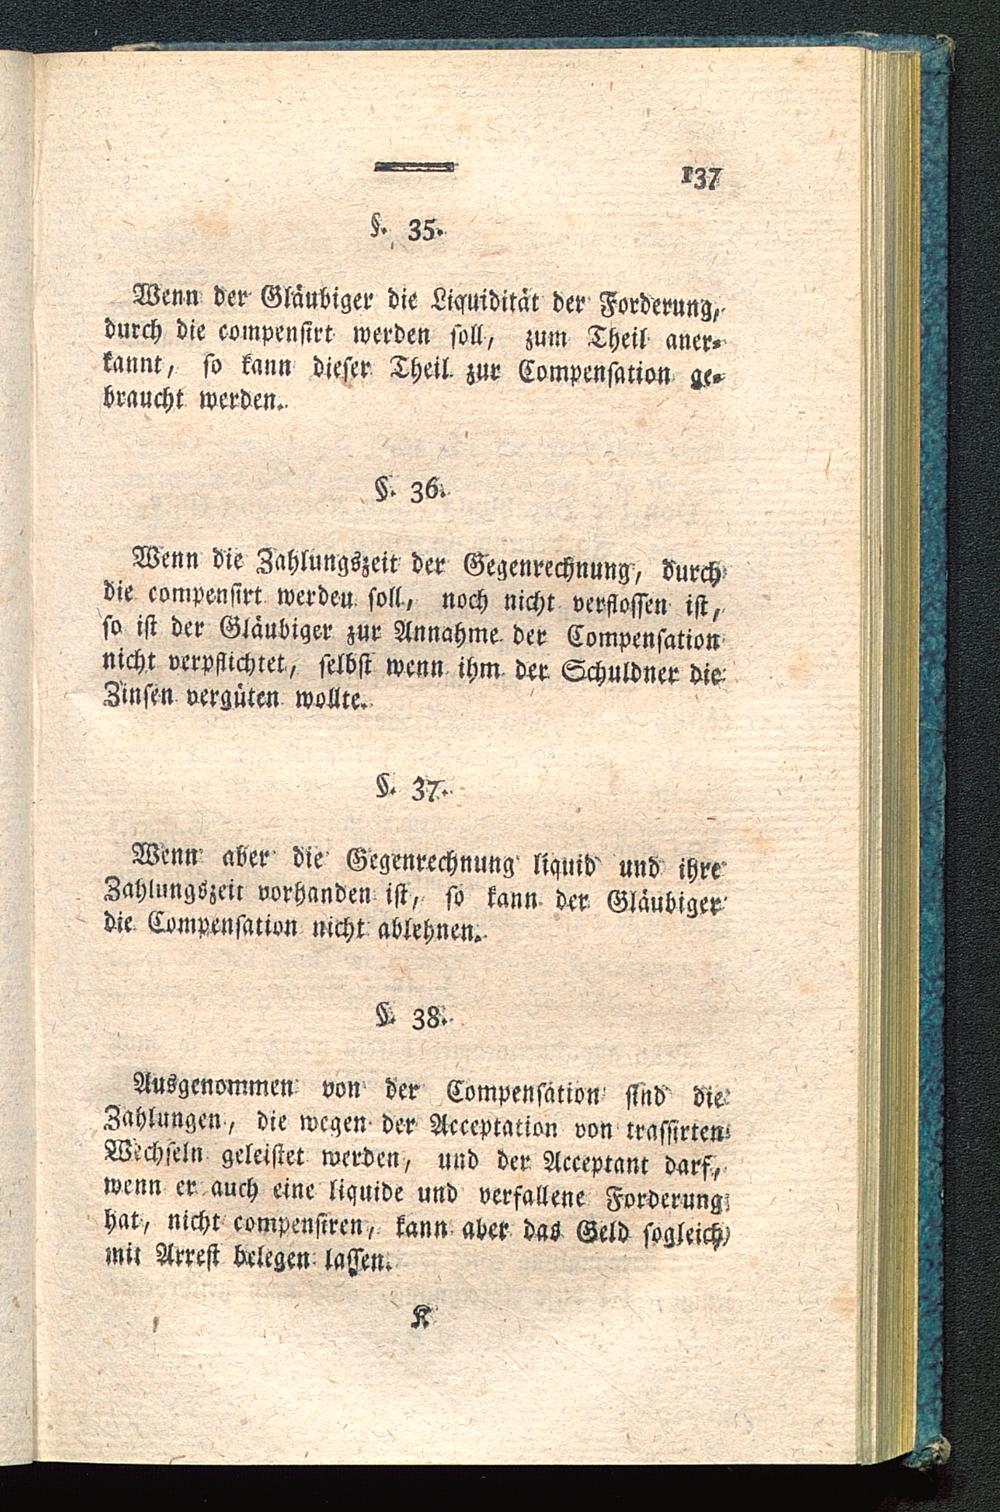 137
§. 35.
Wenn der Gläubiger die Liquidität der Forderung,
durch die compensirt werden soll, zum Theil aner-
kannt, so kann dieser Theil zur Compensation ge-
braucht werden.
§. 36.
Wenn die Zahlungszeit der Gegenrechnung, durch
die compensirt werden soll, noch nicht verflossen ist,
so ist der Gläubiger zur Annahme der Compensation
nicht verpflichtet, selbst wenn ihm der Schuldner die
Zinsen vergüten wollte.
§. 37.
Wenn aber die Gegenrechnung liquid und ihre
Zahlungszeit vorhanden ist, so kann der Gläubiger
die Compensation nicht ablehnen.
§. 38.
Ausgenommen von der Compensation sind die
Zahlungen, die wegen der Acceptation von trassirten
Wechseln geleistet werden, und der Acceptant darf,
wenn er auch eine liquide und verfallene Forderung
hat, nicht compensiren, kann aber das Geld sogleich
mit Arrest belegen lassen.
K